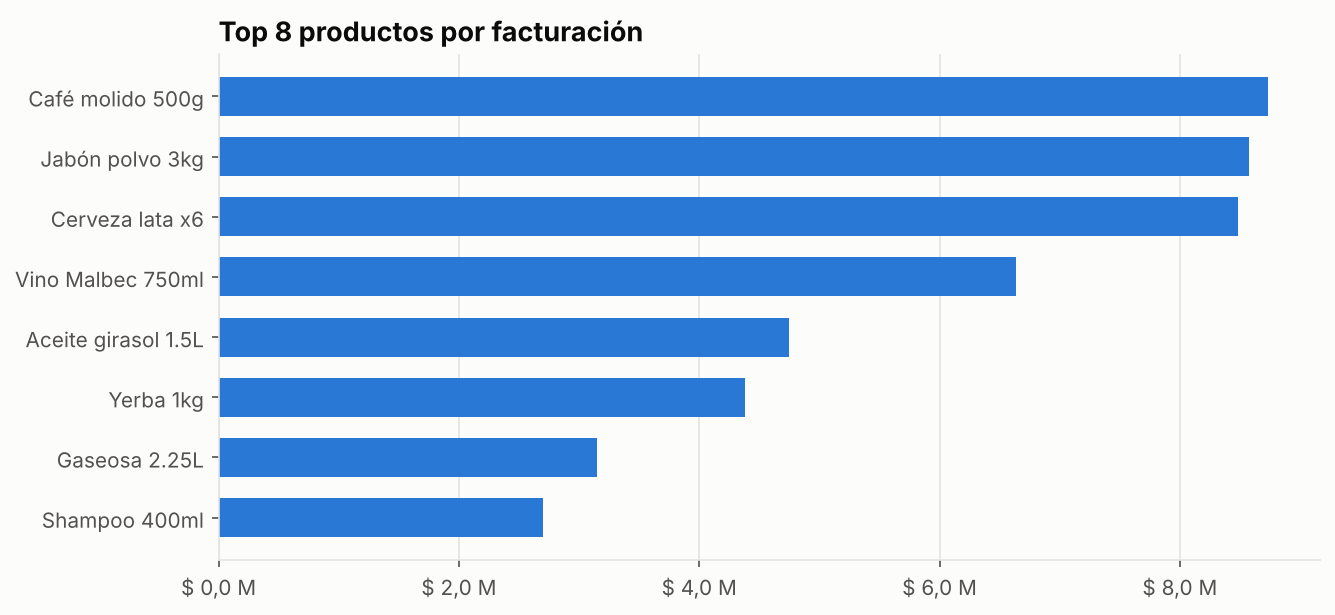 Top 8 productos por facturación
Café molido 500g
Jabón polvo 3kg
Cerveza lata x6
Vino Malbec 750ml
Aceite girasol 1.5L
Yerba 1kg
Gaseosa 2.25L
Shampoo 400ml
$ 0,0 M $ 2,0 M $ 4,0 M $ 6,0 M $ 8,0 M